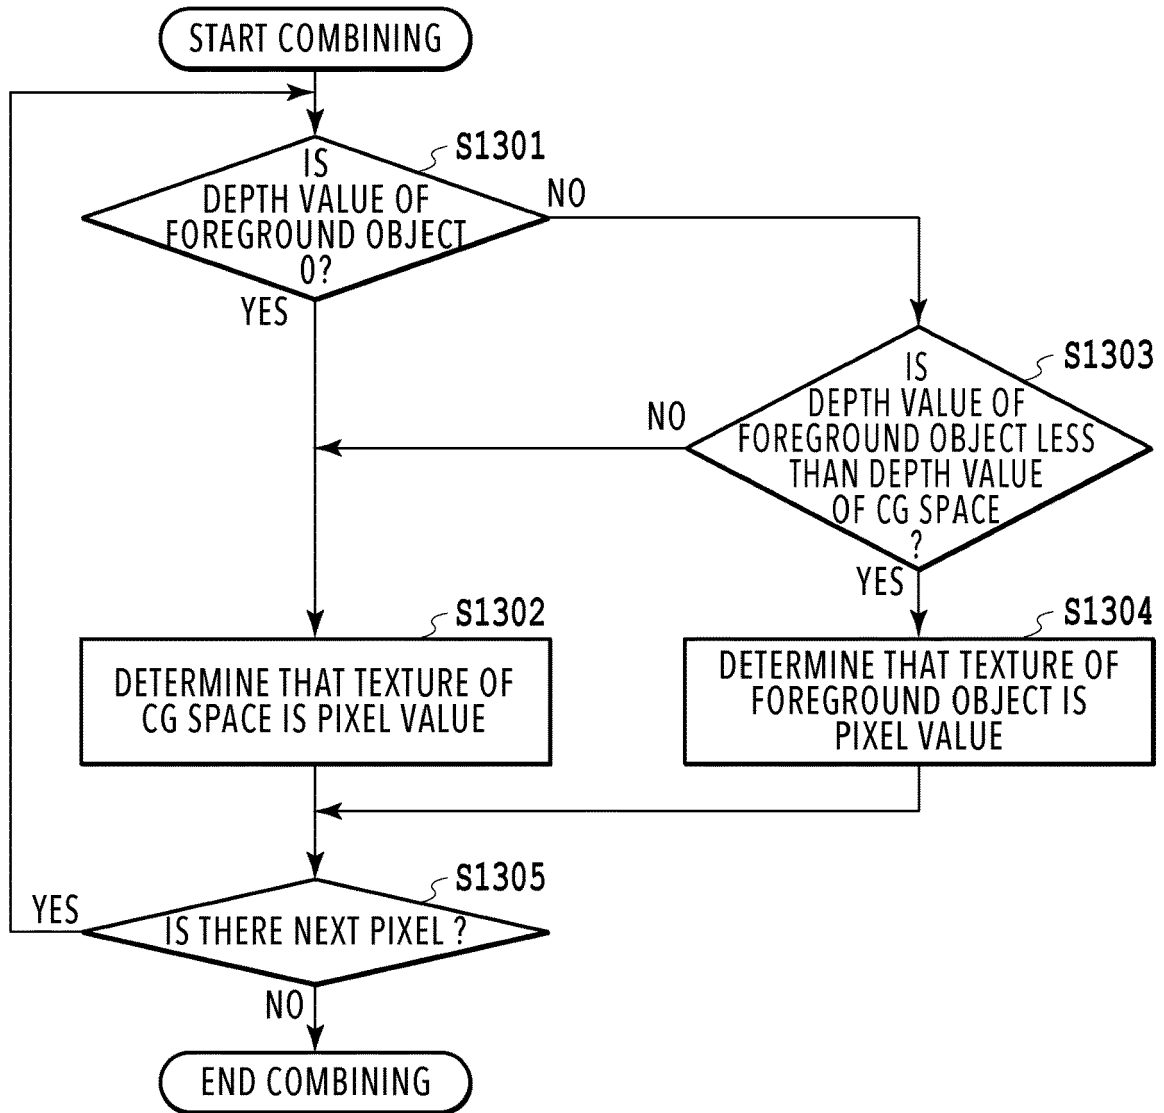 START COMBINING
S1301
IS
DEPTH VALUE OF
FOREGROUND OBJECT
0?
NO
YES
S1303
IS
DEPTH VALUE OF
FOREGROUND OBJECT LESS
THAN DEPTH VALUE
OF CG SPACE
?
NO
YES
S1302
DETERMINE THAT TEXTURE OF
CG SPACE IS PIXEL VALUE
S1304
DETERMINE THAT TEXTURE OF
FOREGROUND OBJECT IS
PIXEL VALUE
S1305
IS THERE NEXT PIXEL ?
YES
NO
END COMBINING